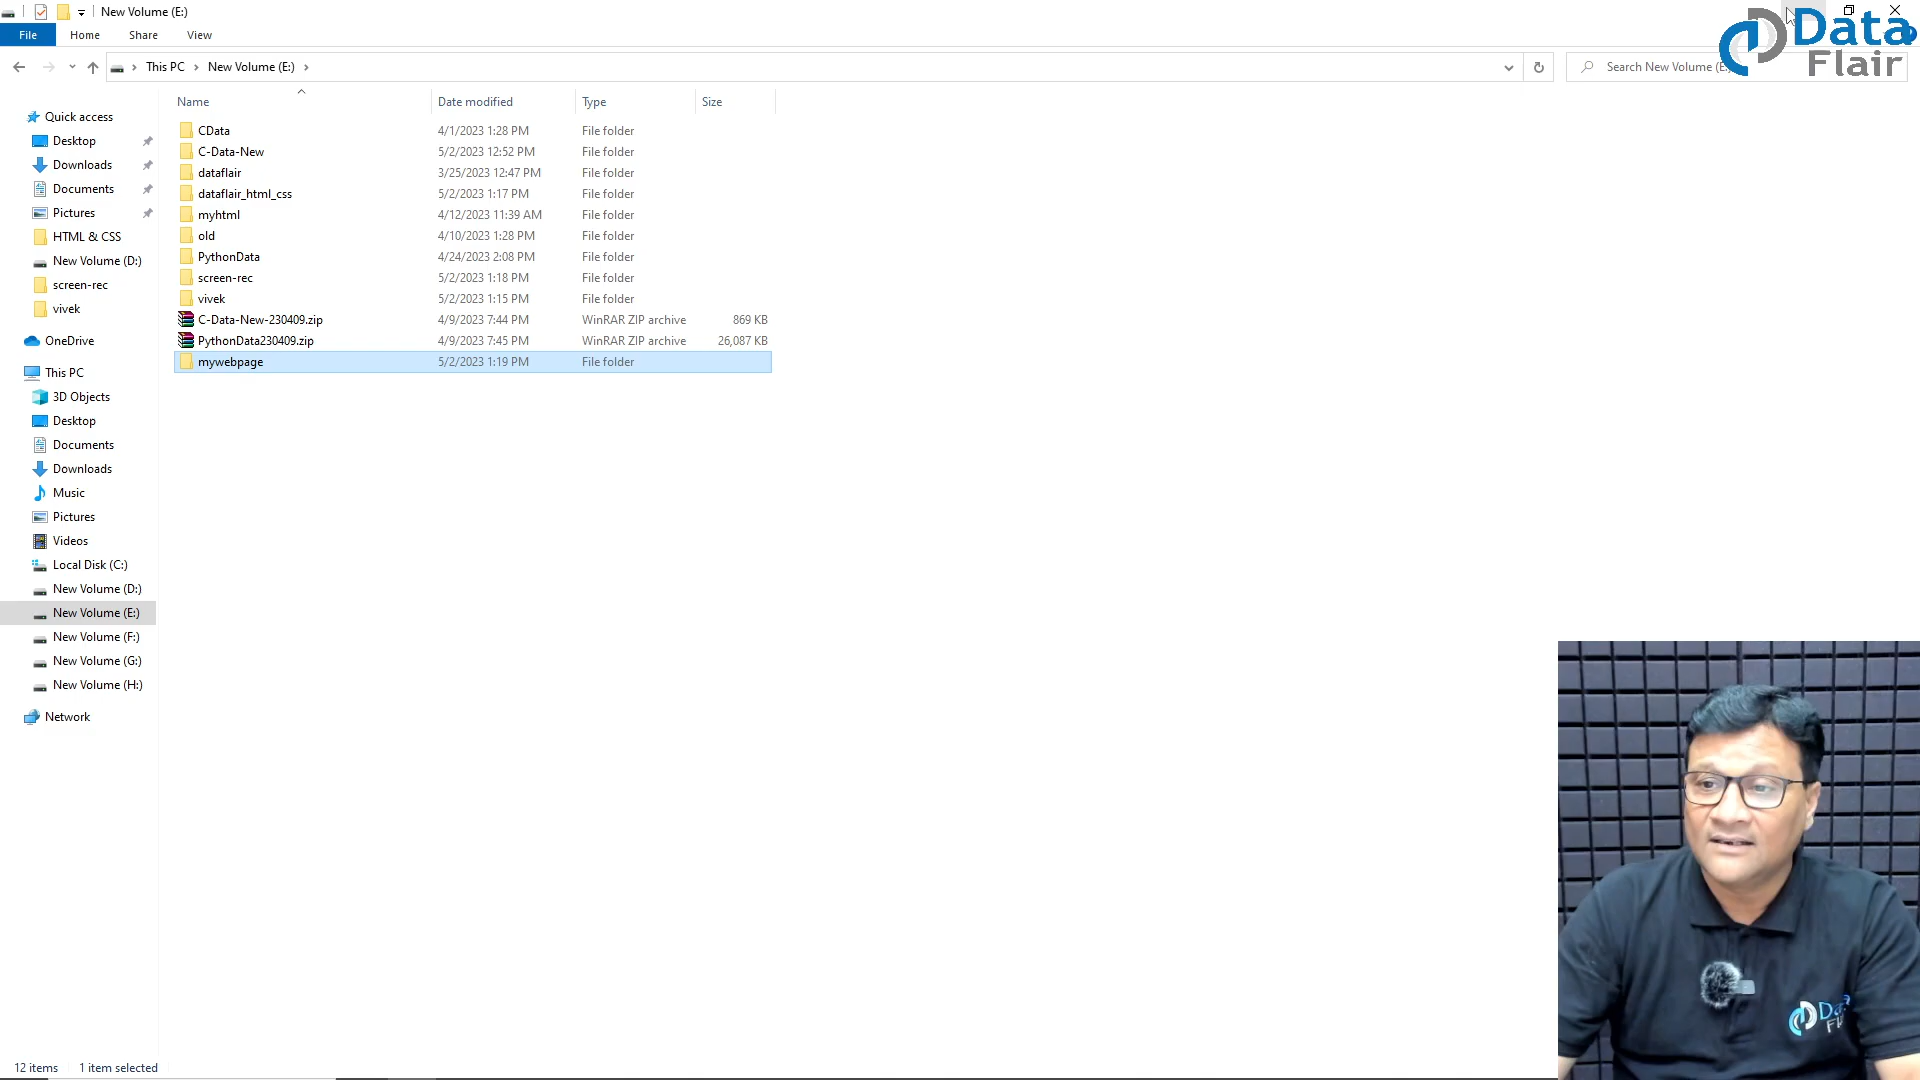 New Volume (E:)
File Home Share View
This PC New Volume (E:)
Search New Volume (E:)
Data
Flair
Name Date modified Type Size
Quick access
Desktop
Downloads
Documents
Pictures
HTML & CSS
New Volume (D:)
screen-rec
vivek
OneDrive
This PC
3D Objects
Desktop
Documents
Downloads
Music
Pictures
Videos
Local Disk (C:)
New Volume (D:)
New Volume (E:)
New Volume (F:)
New Volume (G:)
New Volume (H:)
Network
CData 4/1/2023 1:28 PM File folder
C-Data-New 5/2/2023 12:52 PM File folder
dataflair 3/25/2023 12:47 PM File folder
dataflair_html_css 5/2/2023 1:17 PM File folder
myhtml 4/12/2023 11:39 AM File folder
old 4/10/2023 1:28 PM File folder
PythonData 4/24/2023 2:08 PM File folder
screen-rec 5/2/2023 1:18 PM File folder
vivek 5/2/2023 1:15 PM File folder
C-Data-New-230409.zip 4/9/2023 7:44 PM WinRAR ZIP archive 869 KB
PythonData230409.zip 4/9/2023 7:45 PM WinRAR ZIP archive 26,087 KB
mywebpage 5/2/2023 1:19 PM File folder
12 items 1 item selected